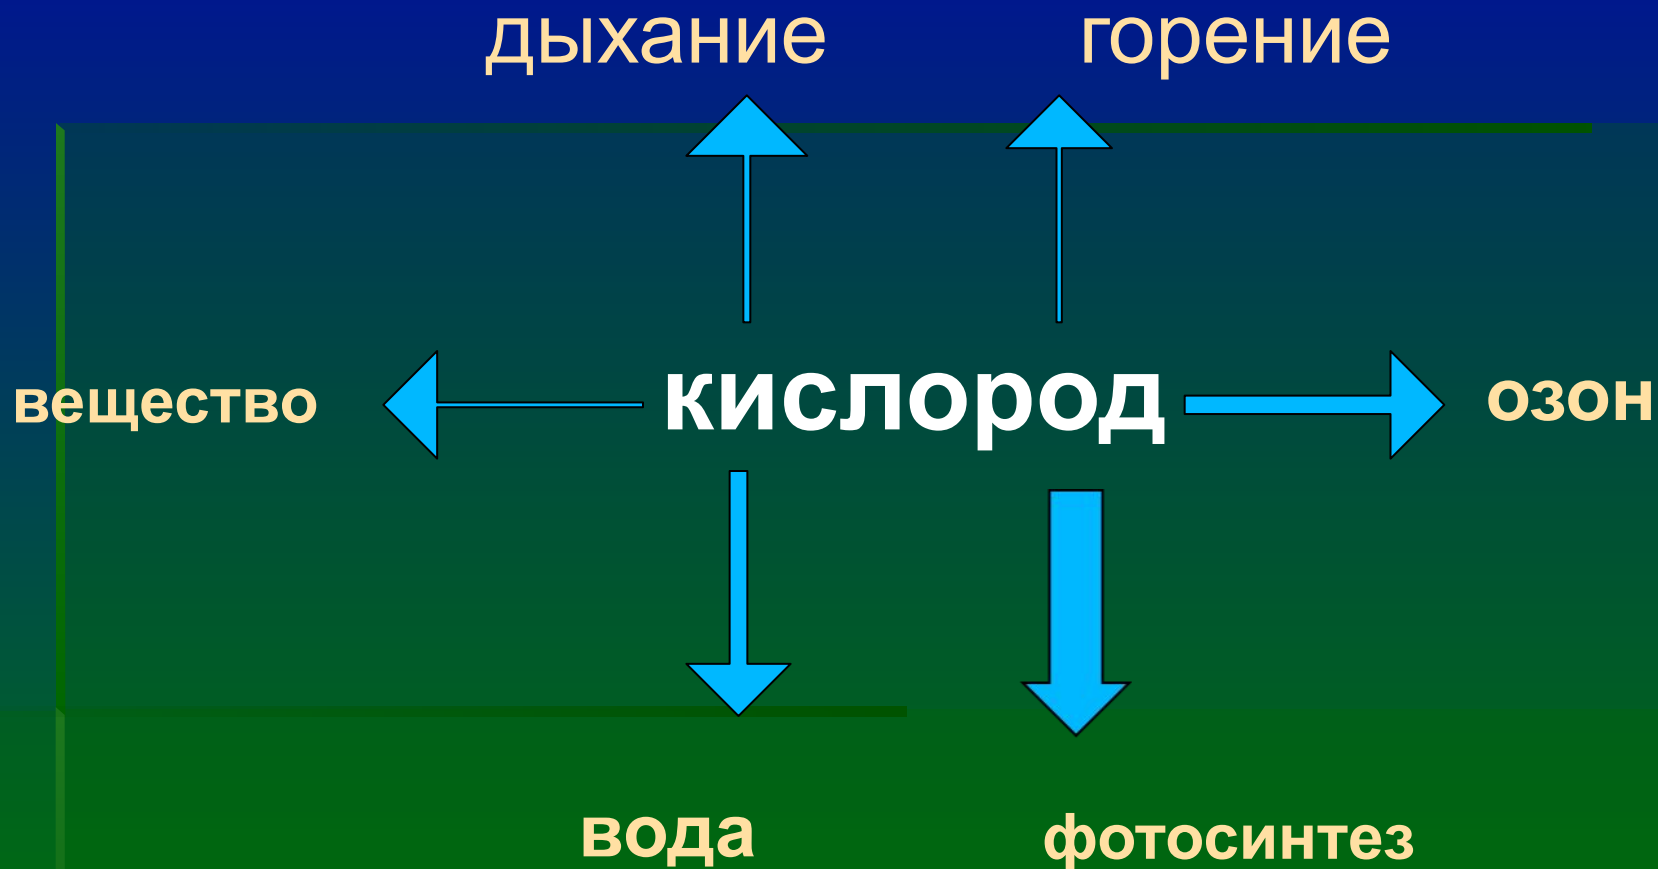 дыхание горение
вещество кислород озон
вода фотосинтез